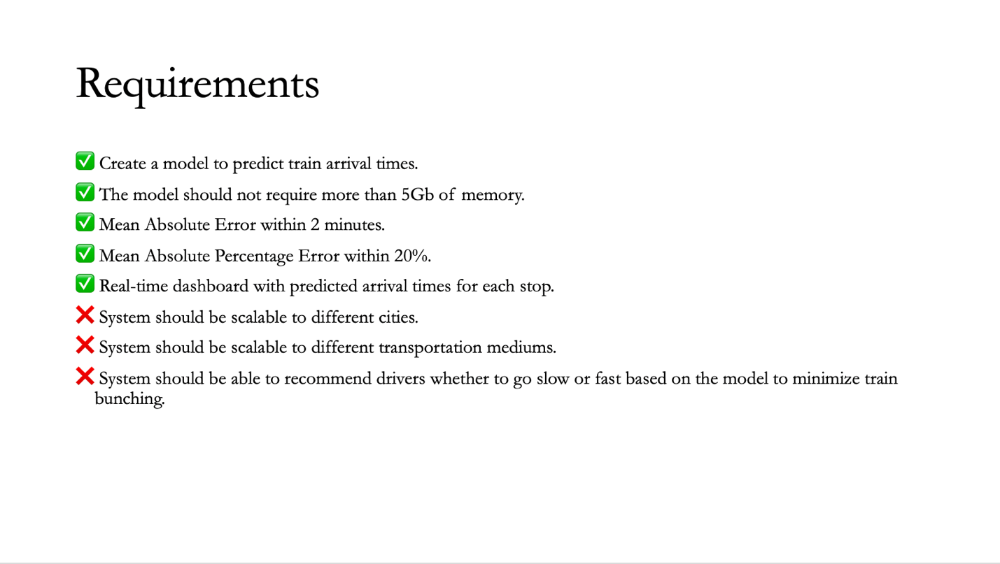 Requirements
✅ Create a model to predict train arrival times.
✅ The model should not require more than 5Gb of memory.
✅ Mean Absolute Error within 2 minutes.
✅ Mean Absolute Percentage Error within 20%.
✅ Real-time dashboard with predicted arrival times for each stop.
❌ System should be scalable to different cities.
❌ System should be scalable to different transportation mediums.
❌ System should be able to recommend drivers whether to go slow or fast based on the model to minimize train
bunching.